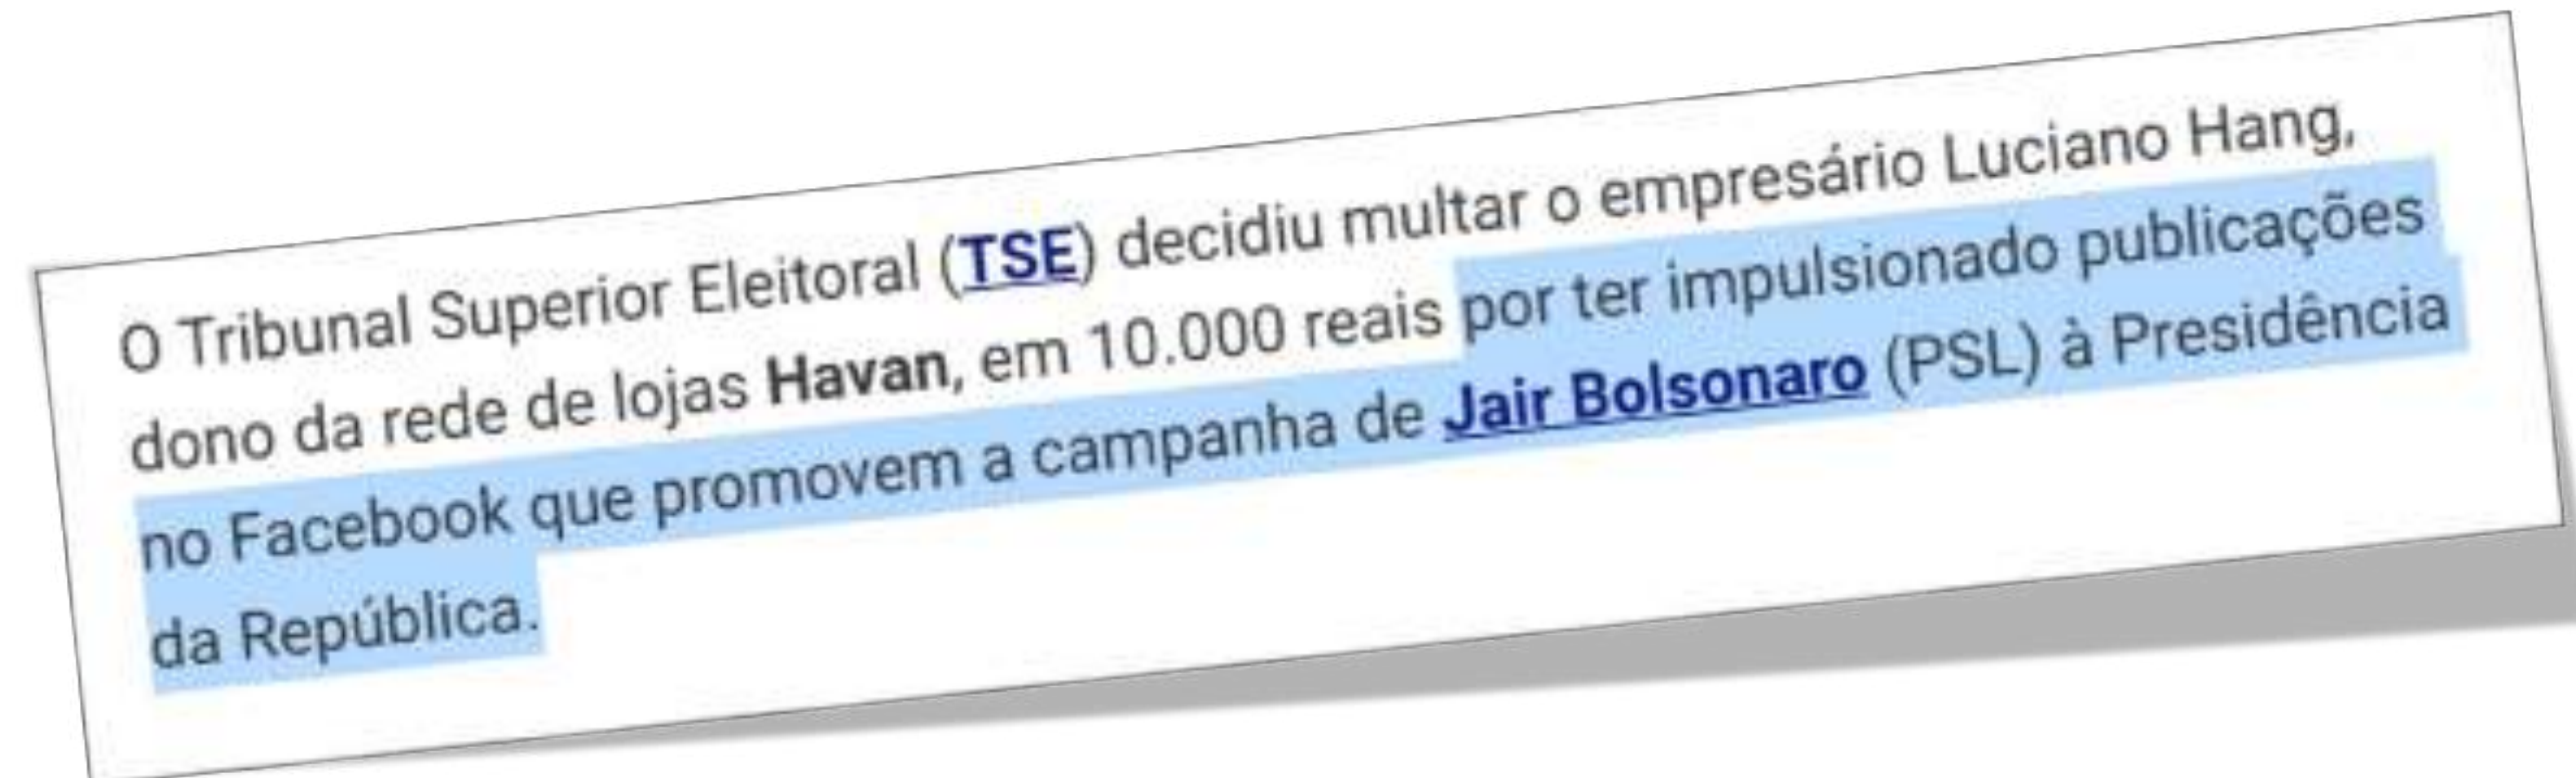 O Tribunal Superior Eleitoral (TSE) decidiu multar o empresário Luciano Hang,
dono da rede de lojas Havan, em 10.000 reais por ter impulsionado publicações
no Facebook que promovem a campanha de Jair Bolsonaro (PSL) à Presidência
da República.